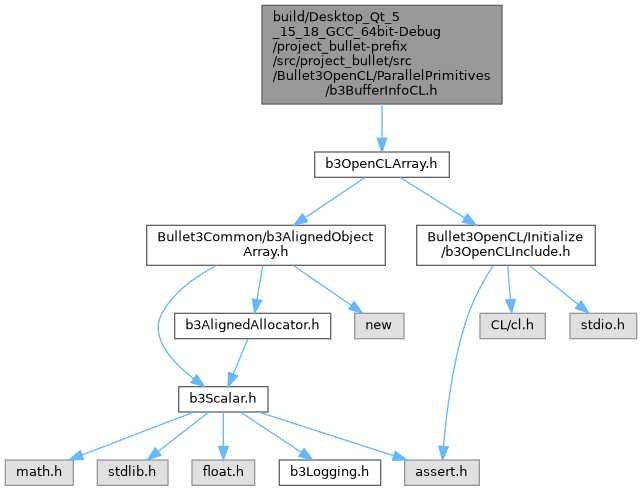 build/Desktop_Qt_5
_15_18_GCC_64bit-Debug
/project_bullet-prefix
/src/project_bullet/src
/Bullet3OpenCL/ParallelPrimitives
/b3BufferInfoCL.h
b3OpenCLArray.h
Bullet3Common/b3AlignedObject
Array.h
Bullet3OpenCL/Initialize
/b3OpenCLInclude.h
b3AlignedAllocator.h
new
CL/cl.h
stdio.h
b3Scalar.h
math.h
stdlib.h
float.h
b3Logging.h
assert.h